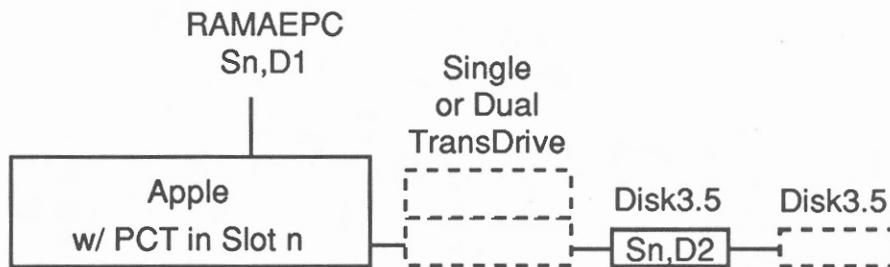 RAMAEPC
Sn,D1
Single
or Dual
TransDrive
Apple
w/ PCT in Slot n
Disk3.5
Sn,D2
Disk3.5